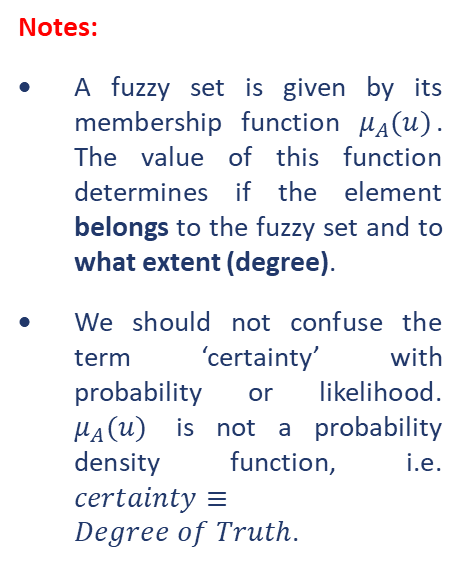 Notes:
• A fuzzy set is given by its
membership function μ_A(u).
The value of this function
determines if the element
belongs to the fuzzy set and to
what extent (degree).
• We should not confuse the
term ‘certainty’ with
probability or likelihood.
μ_A(u) is not a probability
density function, i.e.
certainty ≡
Degree of Truth.